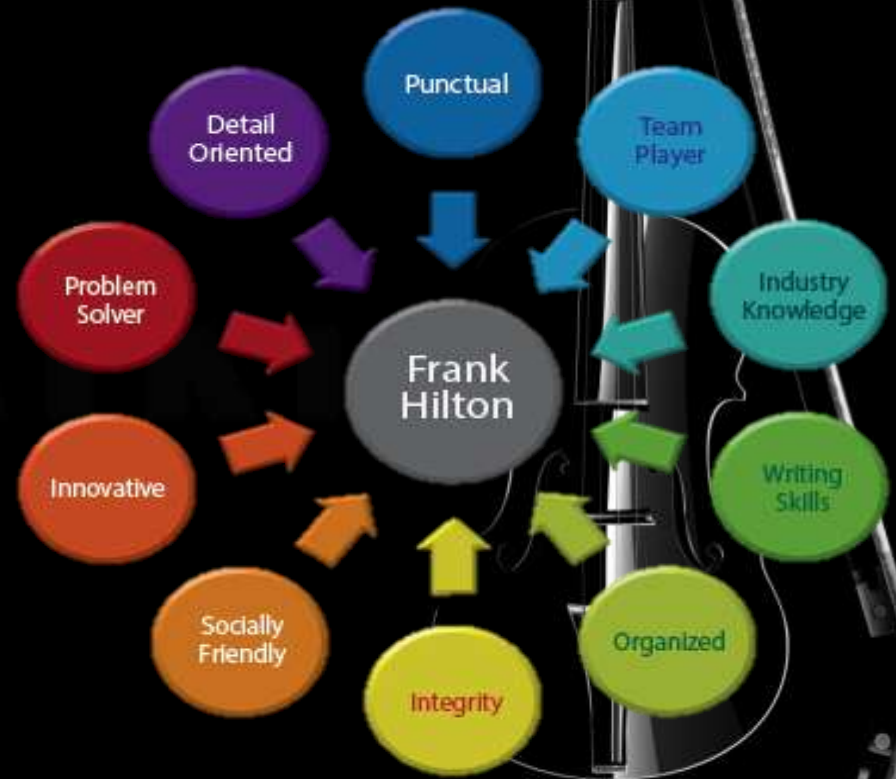 Punctual
Team
Player
Industry
Knowledge
Writing
Skills
Organized
Integrity
Socially
Friendly
Innovative
Problem
Solver
Detail
Oriented
Frank
Hilton